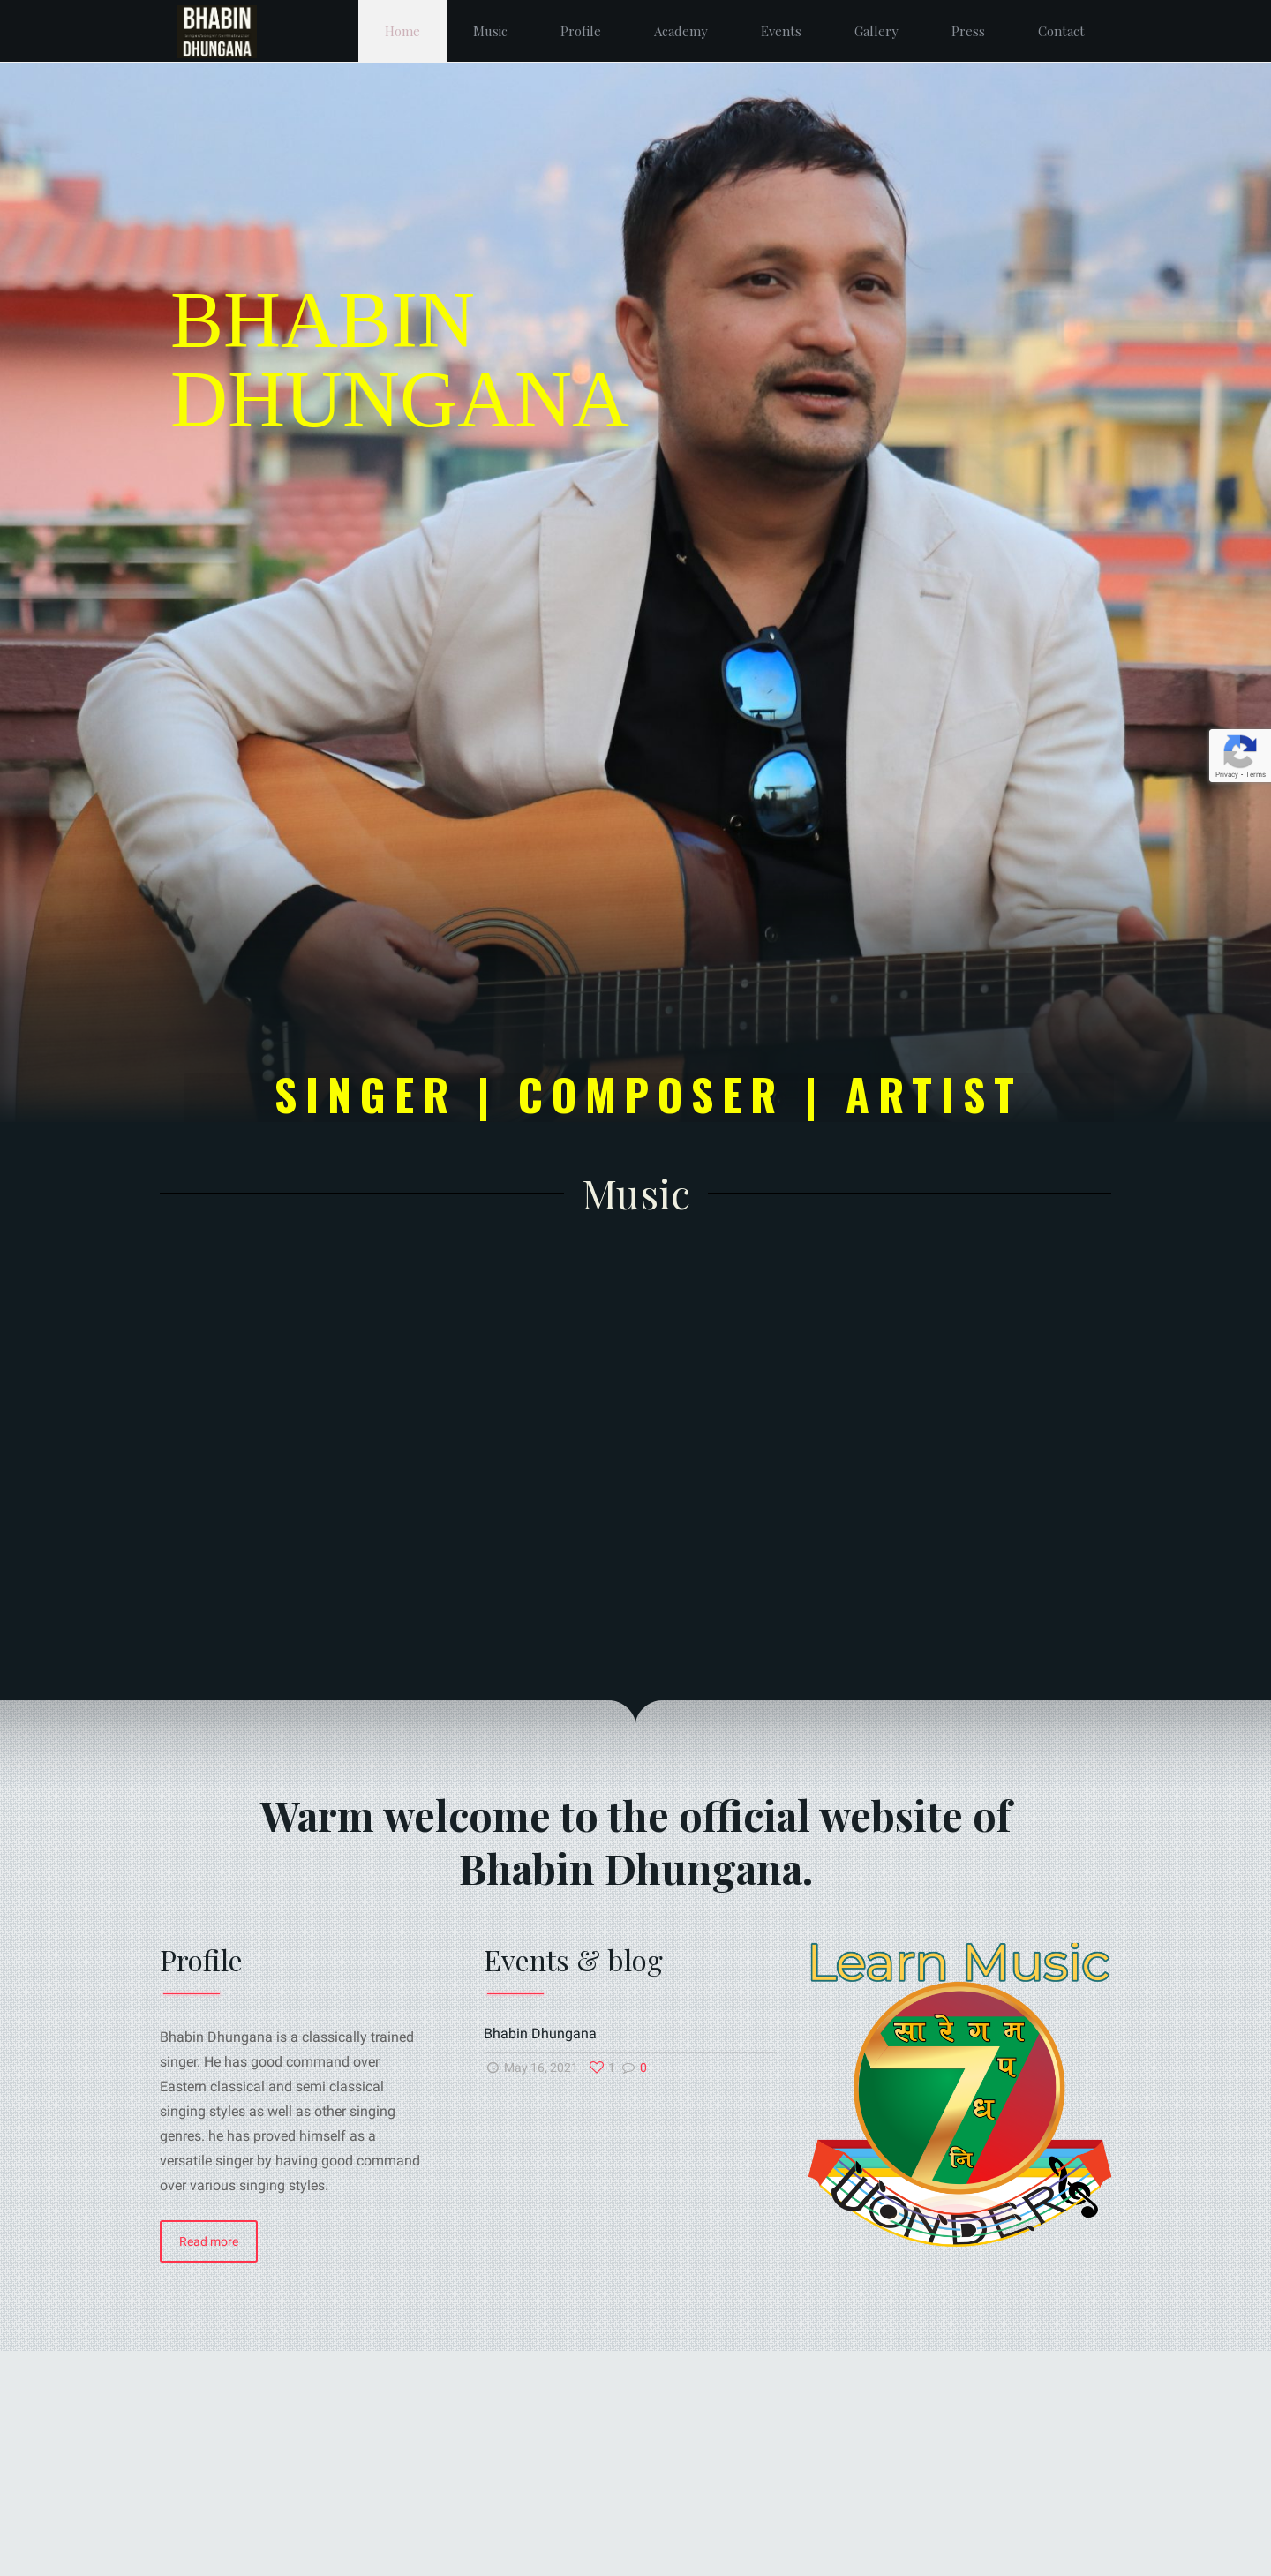 BHABIN
DHUNGANA
Home
Music
Profile
Academy
Events
Gallery
Press
Contact
BHABIN
DHUNGANA
Privacy - Terms
SINGER | COMPOSER | ARTIST
Music
Warm welcome to the official website of
Bhabin Dhungana.
Profile
Bhabin Dhungana is a classically trained
singer. He has good command over
Eastern classical and semi classical
singing styles as well as other singing
genres. he has proved himself as a
versatile singer by having good command
over various singing styles.
Read more
Events & blog
Bhabin Dhungana
May 16, 2021 1 0
Learn Music
सा रे ग म
प
ध
नि
7
WONDER